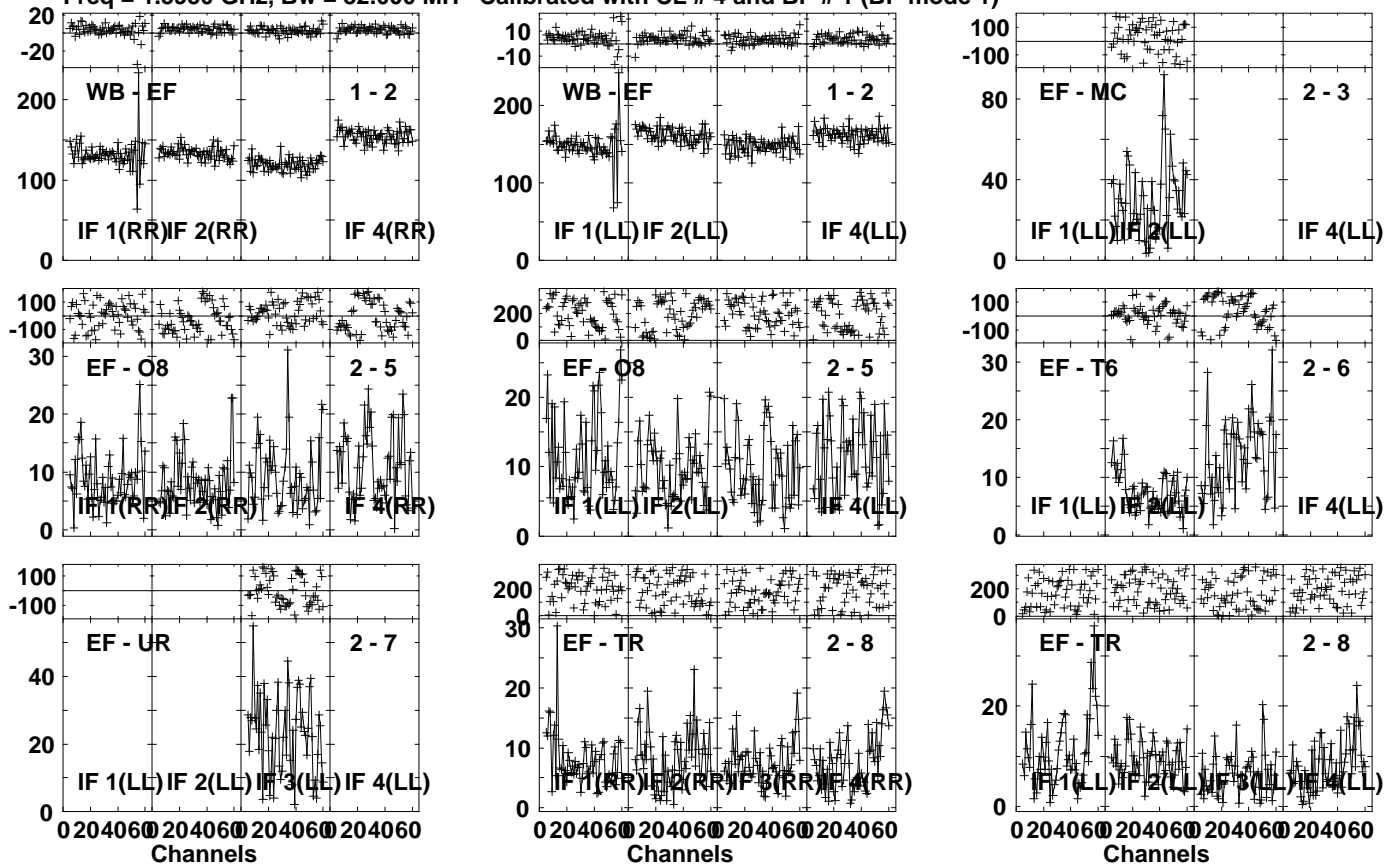 Calibrated with CL # 4 and BP # 1 (BP mode 1)
20
-20
WB - EF
1 - 2
200
100
0
IF 1(RR)
IF 2(RR)
IF 4(RR)
10
-10
WB - EF
1 - 2
200
100
0
IF 1(LL)
IF 2(LL)
IF 4(LL)
100
-100
EF - MC
2 - 3
80
40
0
IF 1(LL)
IF 2(LL)
IF 4(LL)
100
-100
EF - O8
2 - 5
30
20
10
0
IF 1(RR)
IF 2(RR)
IF 4(RR)
200
0
EF - O8
2 - 5
20
10
0
IF 1(LL)
IF 2(LL)
IF 4(LL)
100
-100
EF - T6
2 - 6
30
20
10
0
IF 1(LL)
IF 2(LL)
IF 4(LL)
100
-100
EF - UR
2 - 7
40
20
0
IF 1(LL)
IF 2(LL)
IF 3(LL)
IF 4(LL)
0 204060 0 204060 0 204060 0 204060
Channels
200
0
EF - TR
2 - 8
30
20
10
0
IF 1(RR)
IF 2(RR)
IF 3(RR)
IF 4(RR)
0 204060 0 204060 0 204060 0 204060
Channels
200
0
EF - TR
2 - 8
20
0
IF 1(LL)
IF 2(LL)
IF 3(LL)
IF 4(LL)
0 204060 0 204060 0 204060 0 204060
Channels